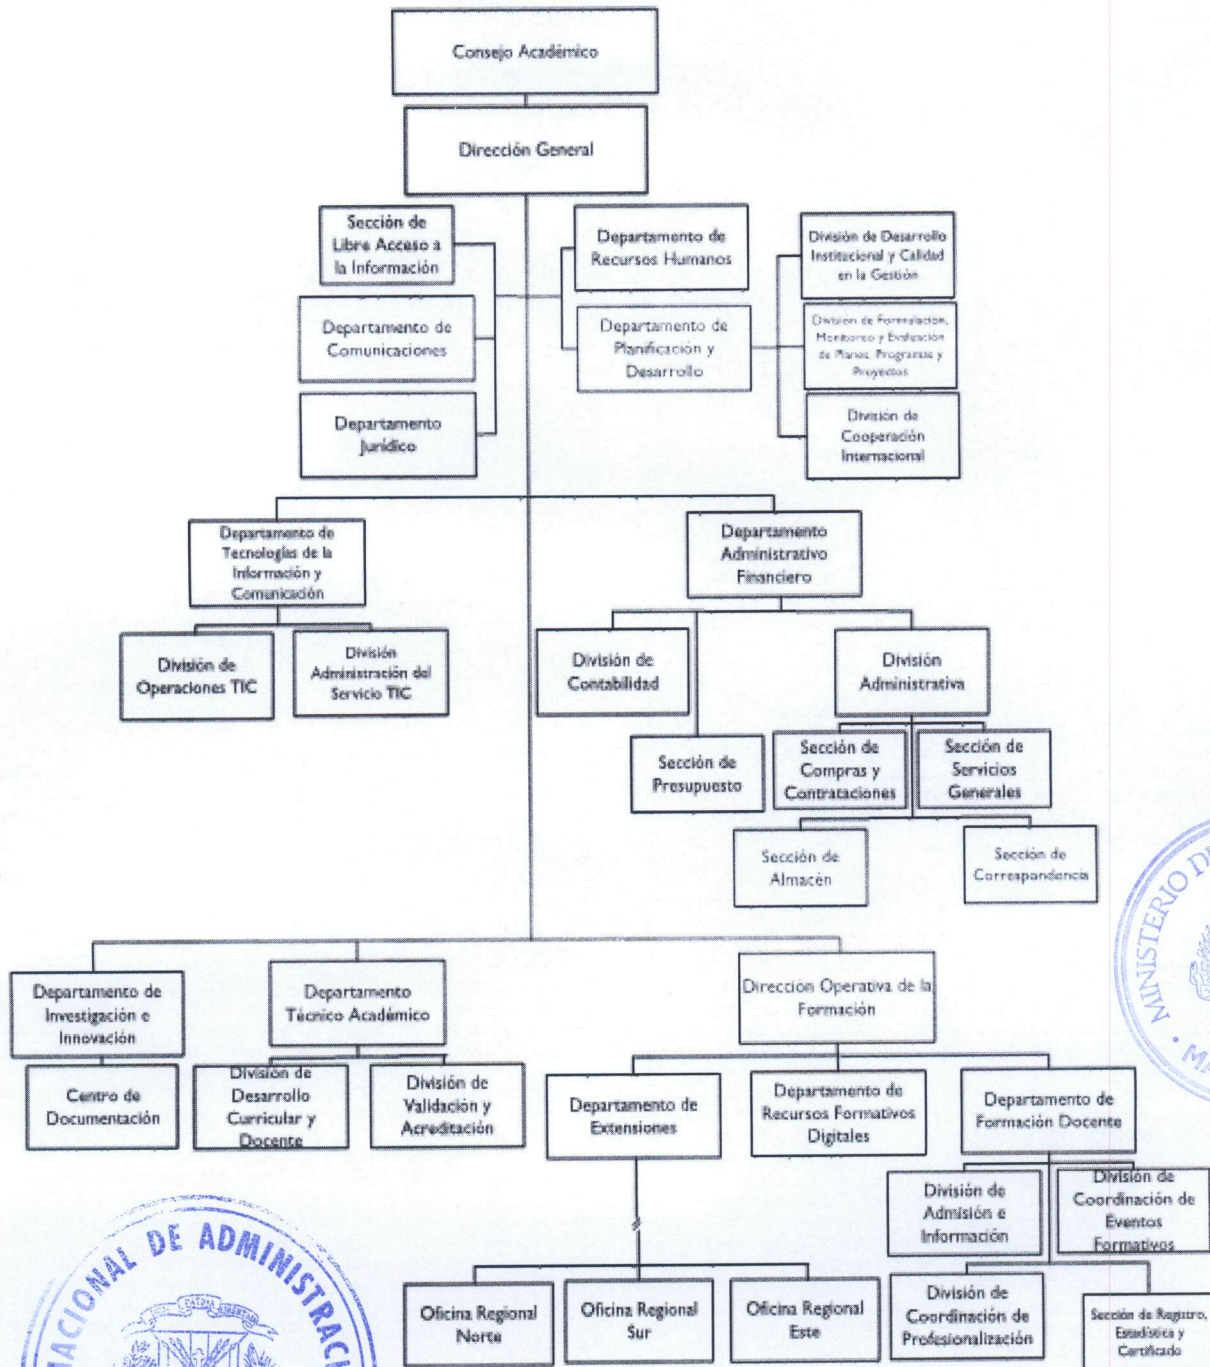 Consejo Académico
Dirección General
Sección de
Libre Acceso a
la Información
Departamento de
Recursos Humanos
División de Desarrollo
Institucional y Calidad
en la Gestión
Departamento de
Comunicaciones
Departamento de
Planificación y
Desarrollo
División de Formulación,
Monitoreo y Evaluación
de Planes, Programas y
Proyectos
Departamento
Jurídico
División de
Cooperación
Internacional
Departamento de
Tecnologías de la
Información y
Comunicación
Departamento
Administrativo
Financiero
División de
Operaciones TIC
División
Administración del
Servicio TIC
División de
Contabilidad
División
Administrativa
Sección de
Presupuesto
Sección de
Compras y
Contrataciones
Sección de
Servicios
Generales
Sección de
Almacén
Sección de
Correspondencia
MINISTERIO DE
Departamento de
Investigación e
Innovación
Departamento
Técnico Académico
Dirección Operativa de la
Formación
Centro de
Documentación
División de
Desarrollo
Curricular y
Docente
División de
Validación y
Acreditación
Departamento de
Extensiones
Departamento de
Recursos Formativos
Digitales
Departamento de
Formación Docente
División de
Admisión e
Información
División de
Coordinación de
Eventos
Formativos
Oficina Regional
Norte
Oficina Regional
Sur
Oficina Regional
Este
División de
Coordinación de
Profesionalización
Sección de Registro,
Estadística y
Certificado
NACIONAL DE ADMINISTRACI